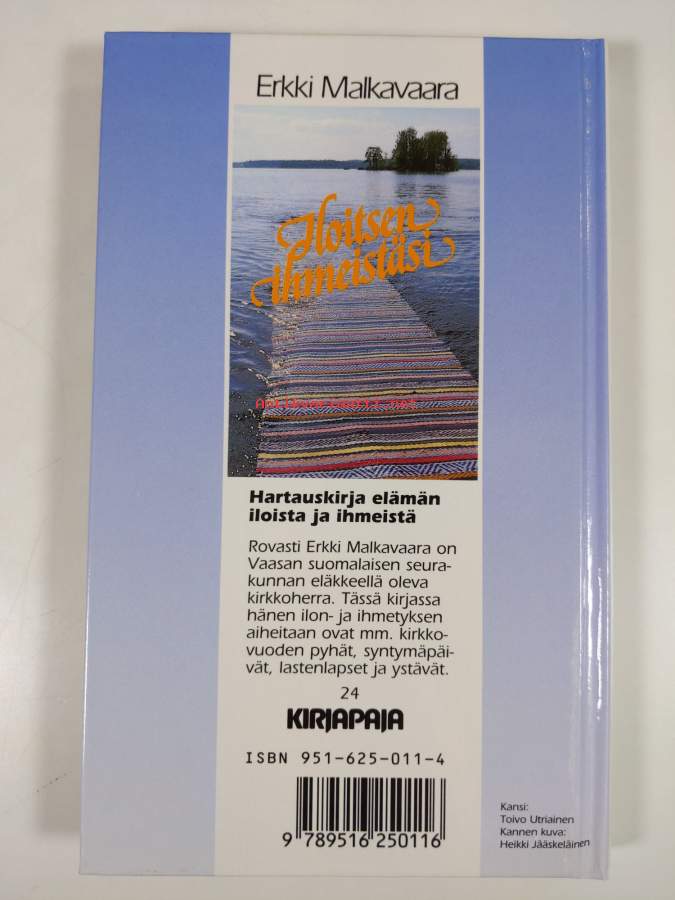 Erkki Malkavaara
Iloitsen
ihmeistäsi
Antikvariaatti.net
Hartauskirja elämän
iloista ja ihmeistä
Rovasti Erkki Malkavaara on
Vaasan suomalaisen seura-
kunnan eläkkeellä oleva
kirkkoherra. Tässä kirjassa
hänen ilon- ja ihmetyksen
aiheitaan ovat mm. kirkko-
vuoden pyhät, syntymäpäi-
vät, lastenlapset ja ystävät.
24
KIRJAPAJA
ISBN 951-625-011-4
9 789516 250116
Kansi:
Toivo Utriainen
Kannen kuva:
Heikki Jääskeläinen